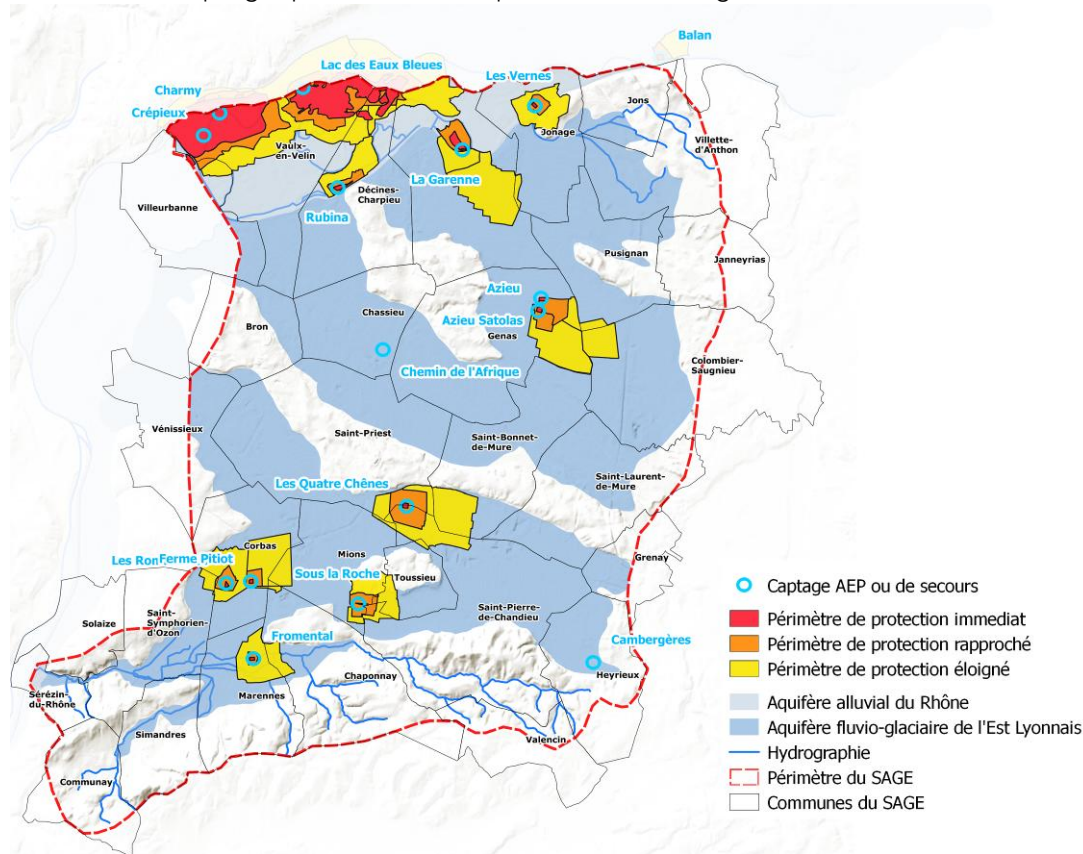 Balan
Lac des Eaux Bleues
Les Vernes
Charmy
Crépieux
Jons
Jonage
Villette-
d'Anthon
Vaulx-
en-Velin
La Garenne
Décines-
Charpieu
Rubina
Villeurbanne
Pusignan
Janneyrias
Azieu
Azieu Satolas
Genas
Chassieu
Bron
Chemin de l'Afrique
Colombier-
Saugnieu
Vénissieux
Saint-Priest
Saint-Bonnet-
de-Mure
Saint-Laurent-
de-Mure
Les Quatre Chênes
Grenay
Corbas
Mions
Les Ron
Ferme Pitiot
Sous la Roche
Toussieu
Saint-
Symphorien-
d'Ozon
Solaize
Saint-Pierre-
de-Chandieu
Fromental
Cambergères
Heyrieux
Chaponnay
Sérézin-
du-Rhône
Marennes
Simandres
Valencin
Communay
Captage AEP ou de secours
Périmètre de protection immediat
Périmètre de protection rapproché
Périmètre de protection éloigné
Aquifère alluvial du Rhône
Aquifère fluvio-glaciaire de l'Est Lyonnais
Hydrographie
Périmètre du SAGE
Communes du SAGE